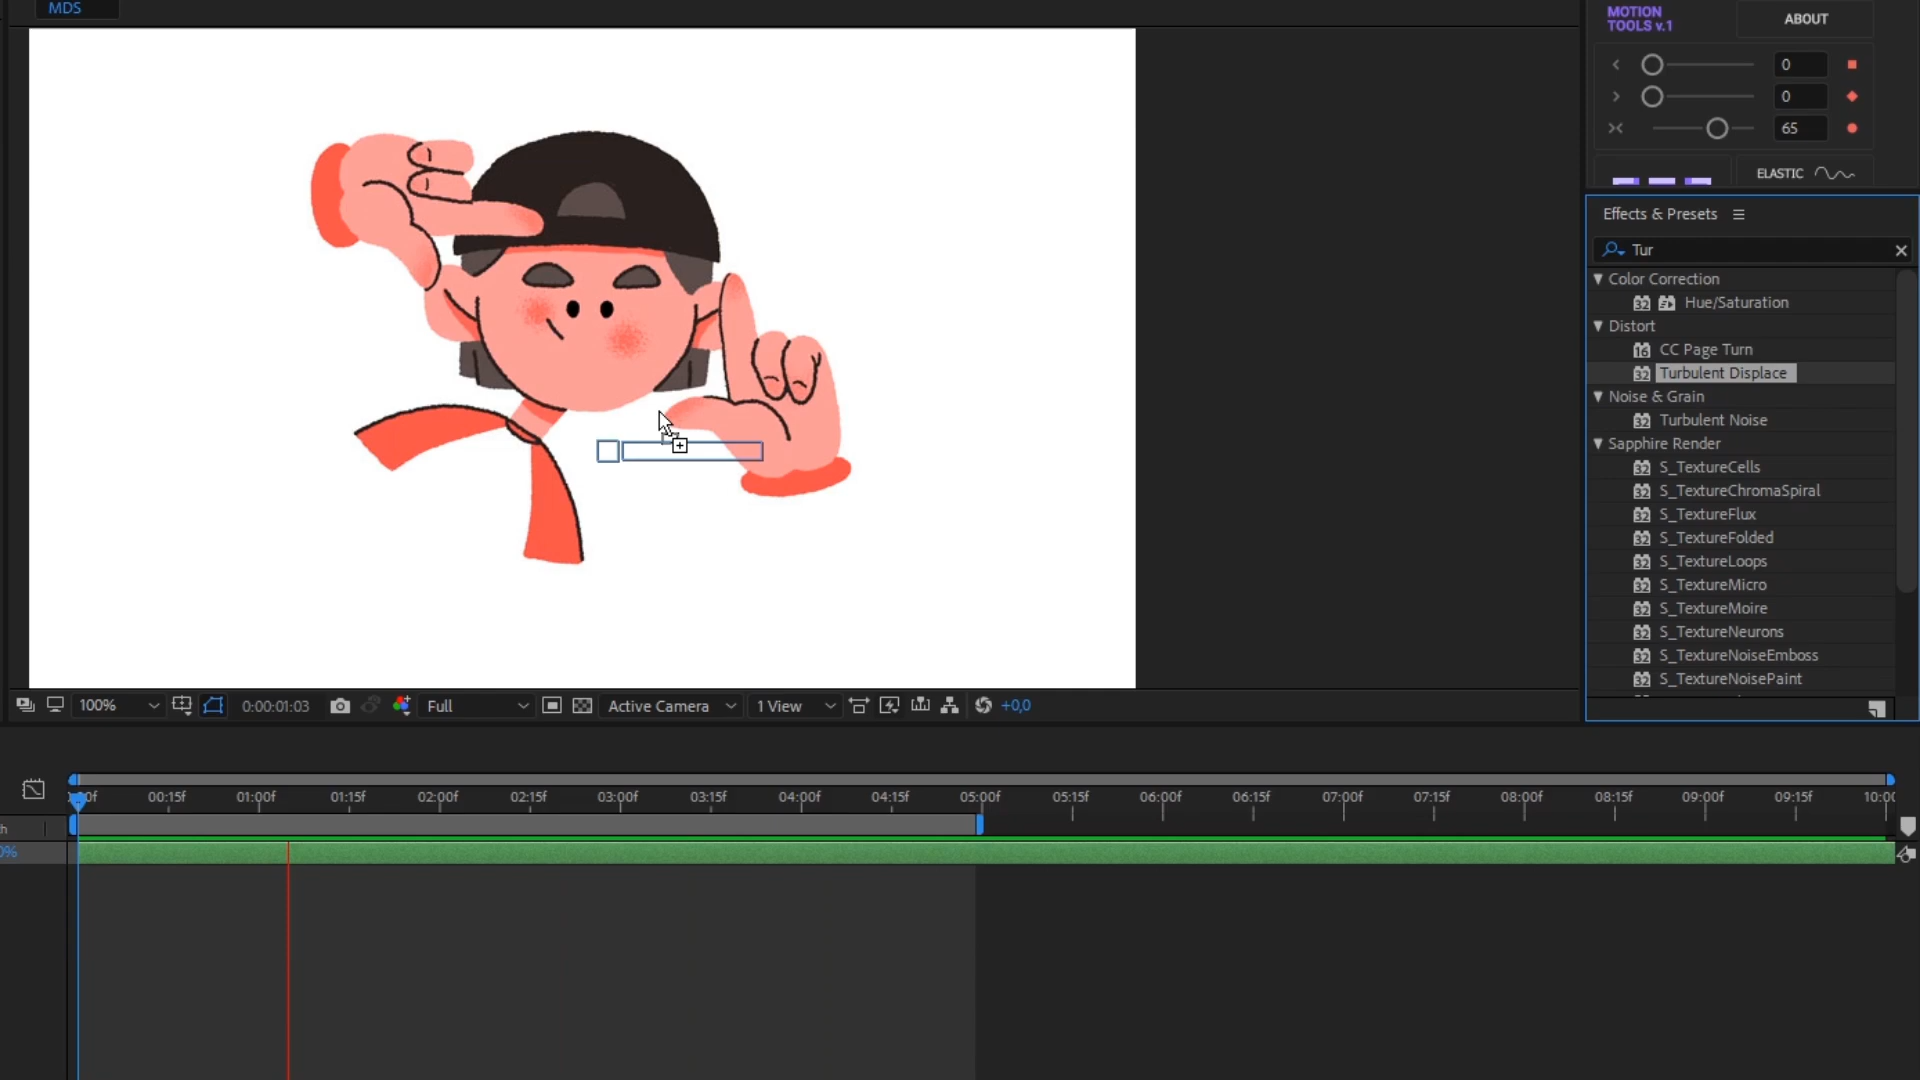 MDS
MOTION
TOOLS v.1
ABOUT
0
0
65
ELASTIC
Effects & Presets
Tur
Color Correction
Hue/Saturation
Distort
CC Page Turn
Turbulent Displace
Noise & Grain
Turbulent Noise
Sapphire Render
S_TextureCells
S_TextureChromaSpiral
S_TextureFlux
S_TextureFolded
S_TextureLoops
S_TextureMicro
S_TextureMoire
S_TextureNeurons
S_TextureNoiseEmboss
S_TextureNoisePaint
100% 0:00:01:03 Full Active Camera 1 View +0,0
00f 00:15f 01:00f 01:15f 02:00f 02:15f 03:00f 03:15f 04:00f 04:15f 05:00f 05:15f 06:00f 06:15f 07:00f 07:15f 08:00f 08:15f 09:00f 09:15f 10:00
h
0%